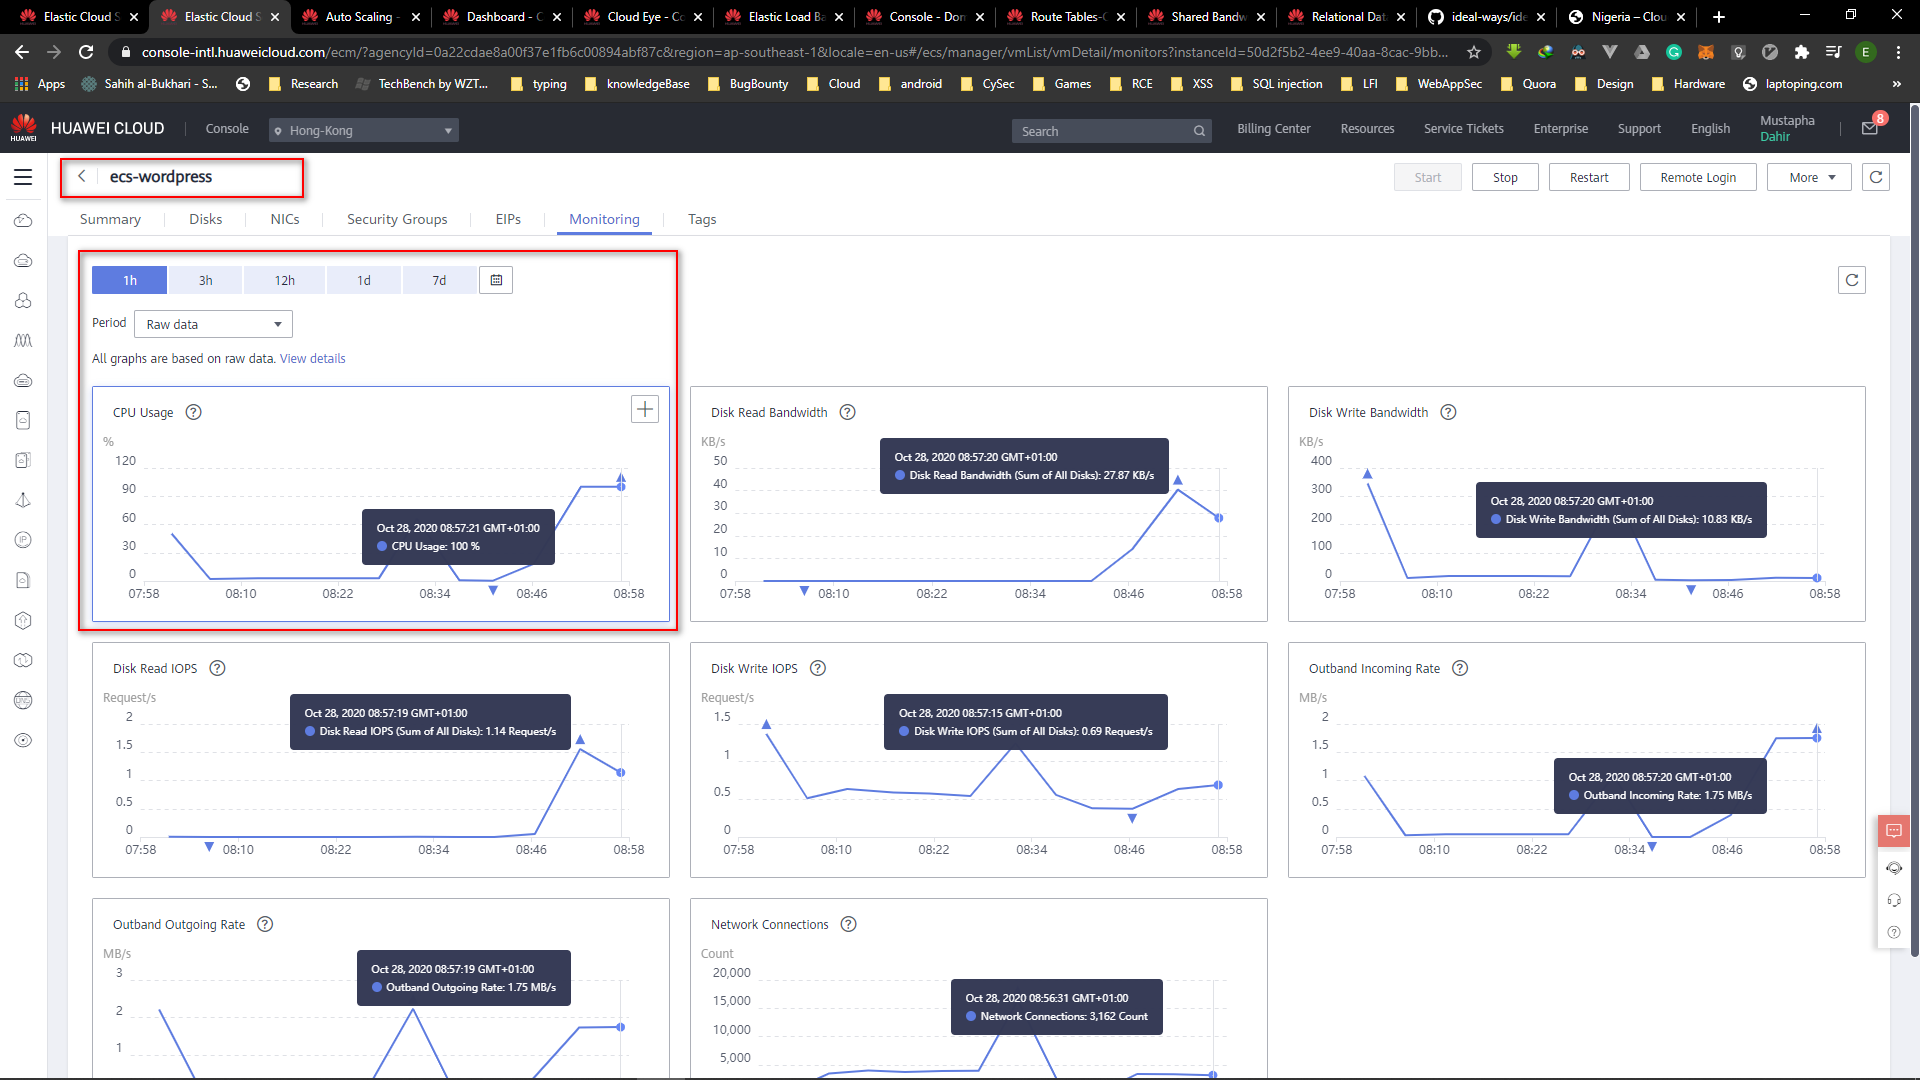 Elastic Cloud S
Elastic Cloud S
Auto Scaling -
Dashboard - C
Cloud Eye - Co
Elastic Load Ba
Console - Dom
Route Tables-C
Shared Bandw
Relational Dat
ideal-ways/ide
Nigeria – Clou
console-intl.huaweicloud.com/ecm/?agencyId=0a22cdae8a00f37e1fb6c00894abf87c&region=ap-southeast-1&locale=en-us#/ecs/manager/vmList/vmDetail/monitors?instanceId=50d2f5b2-4ee9-40aa-8cac-9bb...
E
Apps
Sahih al-Bukhari - S...
Research
TechBench by WZT...
typing
knowledgeBase
BugBounty
Cloud
android
CySec
Games
RCE
XSS
SQL injection
LFI
WebAppSec
Quora
Design
Hardware
laptoping.com
»
HUAWEI
HUAWEI CLOUD
Console
Hong-Kong
Search
Billing Center
Resources
Service Tickets
Enterprise
Support
English
Mustapha
Dahir
8
ecs-wordpress
Start
Stop
Restart
Remote Login
More
Summary
Disks
NICs
Security Groups
EIPs
Monitoring
Tags
1h
3h
12h
1d
7d
Period
Raw data
All graphs are based on raw data. View details
CPU Usage
%
120
90
60
30
0
Oct 28, 2020 08:57:21 GMT+01:00
CPU Usage: 100 %
07:58 08:10 08:22 08:34 08:46 08:58
Disk Read Bandwidth
KB/s
50
40
30
20
10
0
Oct 28, 2020 08:57:20 GMT+01:00
Disk Read Bandwidth (Sum of All Disks): 27.87 KB/s
07:58 08:10 08:22 08:34 08:46 08:58
Disk Write Bandwidth
KB/s
400
300
200
100
0
Oct 28, 2020 08:57:20 GMT+01:00
Disk Write Bandwidth (Sum of All Disks): 10.83 KB/s
07:58 08:10 08:22 08:34 08:46 08:58
Disk Read IOPS
Request/s
2
1.5
1
0.5
0
Oct 28, 2020 08:57:19 GMT+01:00
Disk Read IOPS (Sum of All Disks): 1.14 Request/s
07:58 08:10 08:22 08:34 08:46 08:58
Disk Write IOPS
Request/s
1.5
1
0.5
0
Oct 28, 2020 08:57:15 GMT+01:00
Disk Write IOPS (Sum of All Disks): 0.69 Request/s
07:58 08:10 08:22 08:34 08:46 08:58
Outband Incoming Rate
MB/s
2
1.5
1
0.5
0
Oct 28, 2020 08:57:20 GMT+01:00
Outband Incoming Rate: 1.75 MB/s
07:58 08:10 08:22 08:34 08:46 08:58
Outband Outgoing Rate
MB/s
3
2
1
Oct 28, 2020 08:57:19 GMT+01:00
Outband Outgoing Rate: 1.75 MB/s
Network Connections
Count
20,000
15,000
10,000
5,000
Oct 28, 2020 08:56:31 GMT+01:00
Network Connections: 3,162 Count